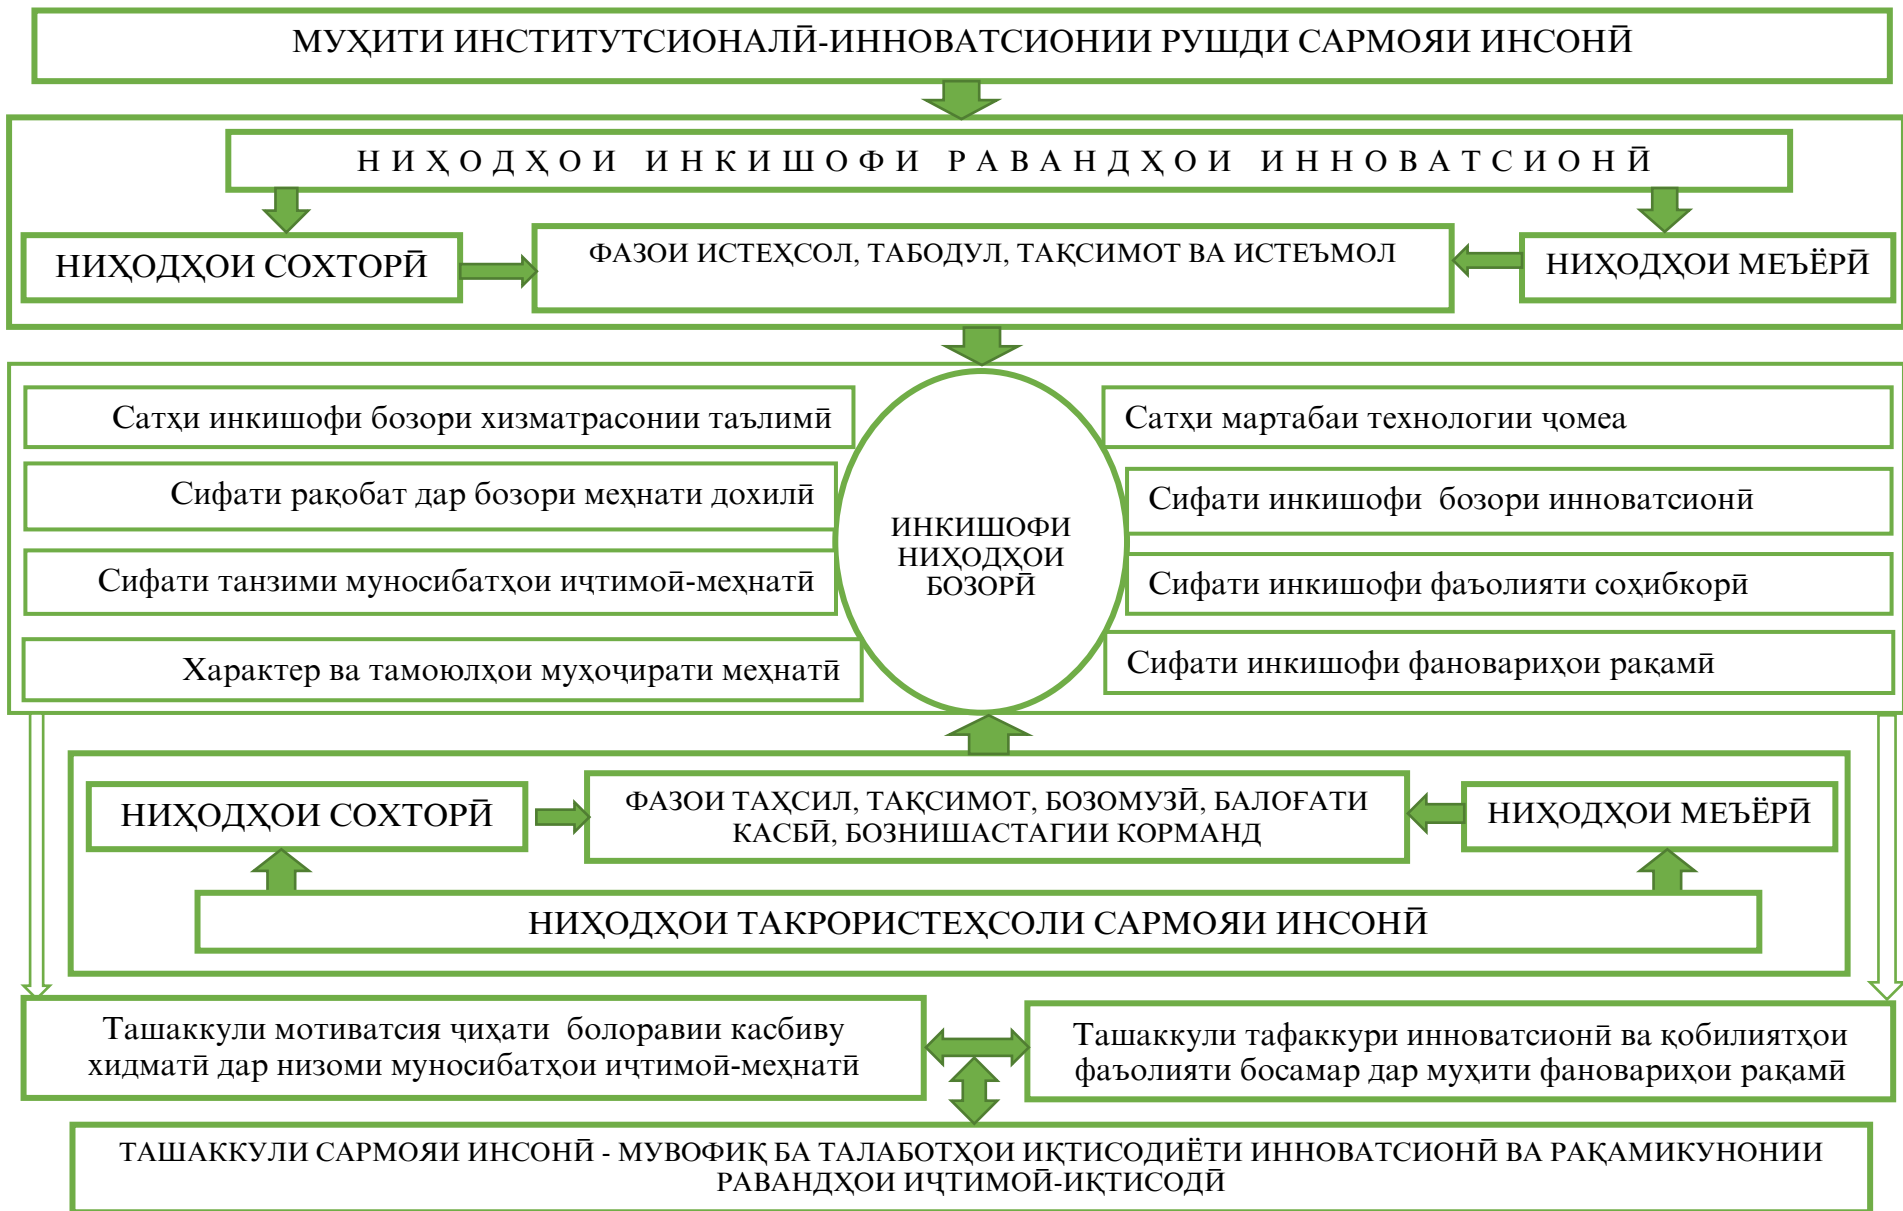 МУҲИТИ ИНСТИТУТСИОНАЛӢ-ИННОВАТСИОНИИ РУШДИ САРМОЯИ ИНСОНӢ
НИҲОДҲОИ ИНКИШОФИ РАВАНДҲОИ ИННОВАТСИОНӢ
НИҲОДҲОИ СОХТОРӢ
ФАЗОИ ИСТЕҲСОЛ, ТАБОДУЛ, ТАҚСИМОТ ВА ИСТЕЪМОЛ
НИҲОДҲОИ МЕЪЁРӢ
Сатҳи инкишофи бозори хизматрасонии таълимӣ
Сифати рақобат дар бозори меҳнати дохилӣ
Сифати танзими муносибатҳои иҷтимоӣ-меҳнатӣ
Характер ва тамоюлҳои муҳоҷирати меҳнатӣ
ИНКИШОФИ
НИҲОДҲОИ
БОЗОРӢ
Сатҳи мартабаи технологии ҷомеа
Сифати инкишофи бозори инноватсионӣ
Сифати инкишофи фаъолияти соҳибкорӣ
Сифати инкишофи фановариҳои рақамӣ
НИҲОДҲОИ СОХТОРӢ
ФАЗОИ ТАҲСИЛ, ТАҚСИМОТ, БОЗОМУЗӢ, БАЛОҒАТИ
КАСБӢ, БОЗНИШАСТАГИИ КОРМАНД
НИҲОДҲОИ МЕЪЁРӢ
НИҲОДҲОИ ТАКРОРИСТЕҲСОЛИ САРМОЯИ ИНСОНӢ
Ташаккули мотиватсия ҷиҳати болоравии касбиву
хидматӣ дар низоми муносибатҳои иҷтимоӣ-меҳнатӣ
Ташаккули тафаккури инноватсионӣ ва қобилиятҳои
фаъолияти босамар дар муҳити фановариҳои рақамӣ
ТАШАККУЛИ САРМОЯИ ИНСОНӢ - МУВОФИҚ БА ТАЛАБОТҲОИ ИҚТИСОДИЁТИ ИННОВАТСИОНӢ ВА РАҚАМИКУНОНИИ
РАВАНДҲОИ ИҶТИМОӢ-ИҚТИСОДӢ